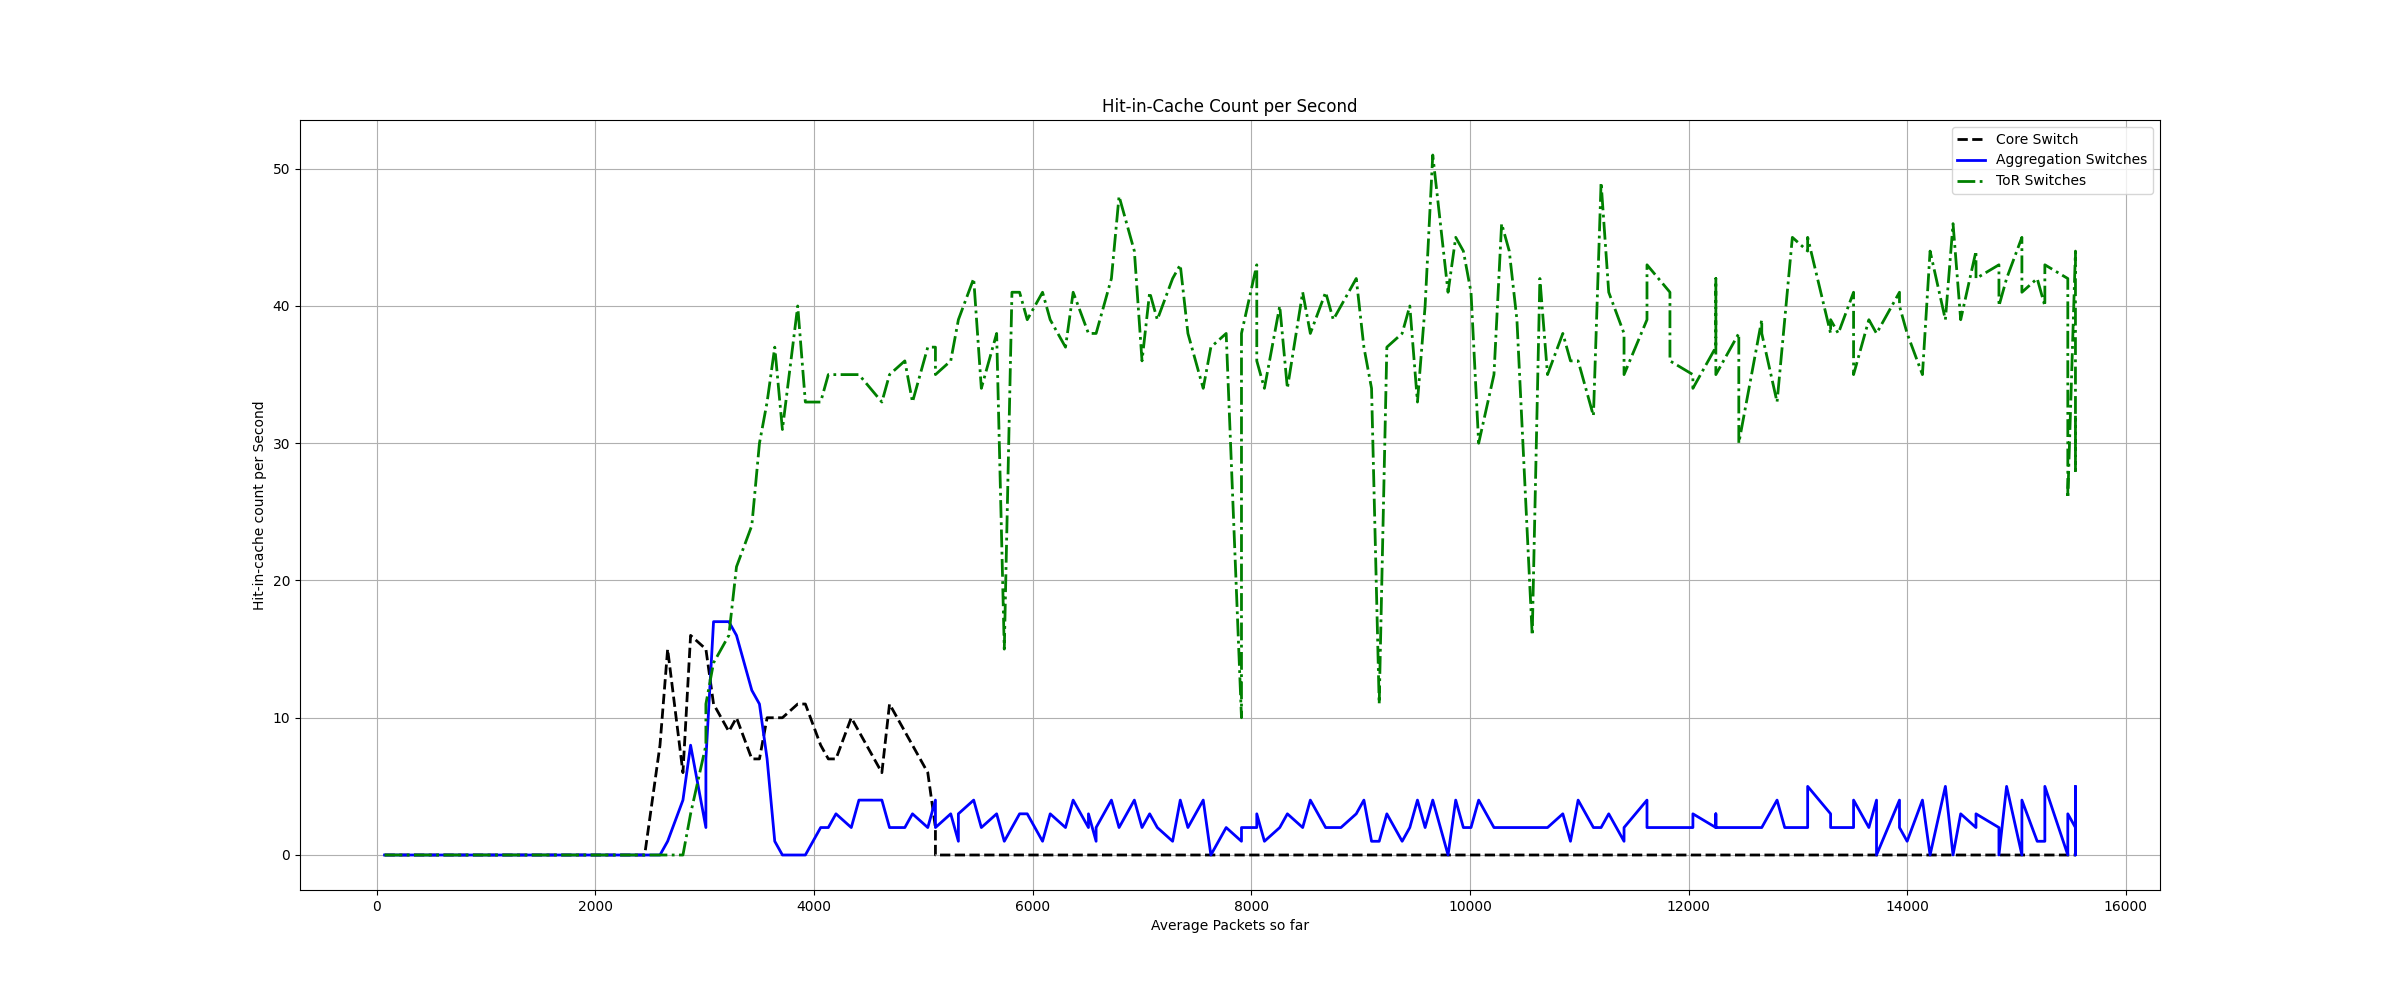 Hit-in-Cache Count per Second
Core Switch
Aggregation Switches
ToR Switches
50
40
30
20
10
0
Hit-in-cache count per Second
0 2000 4000 6000 8000 10000 12000 14000 16000
Average Packets so far